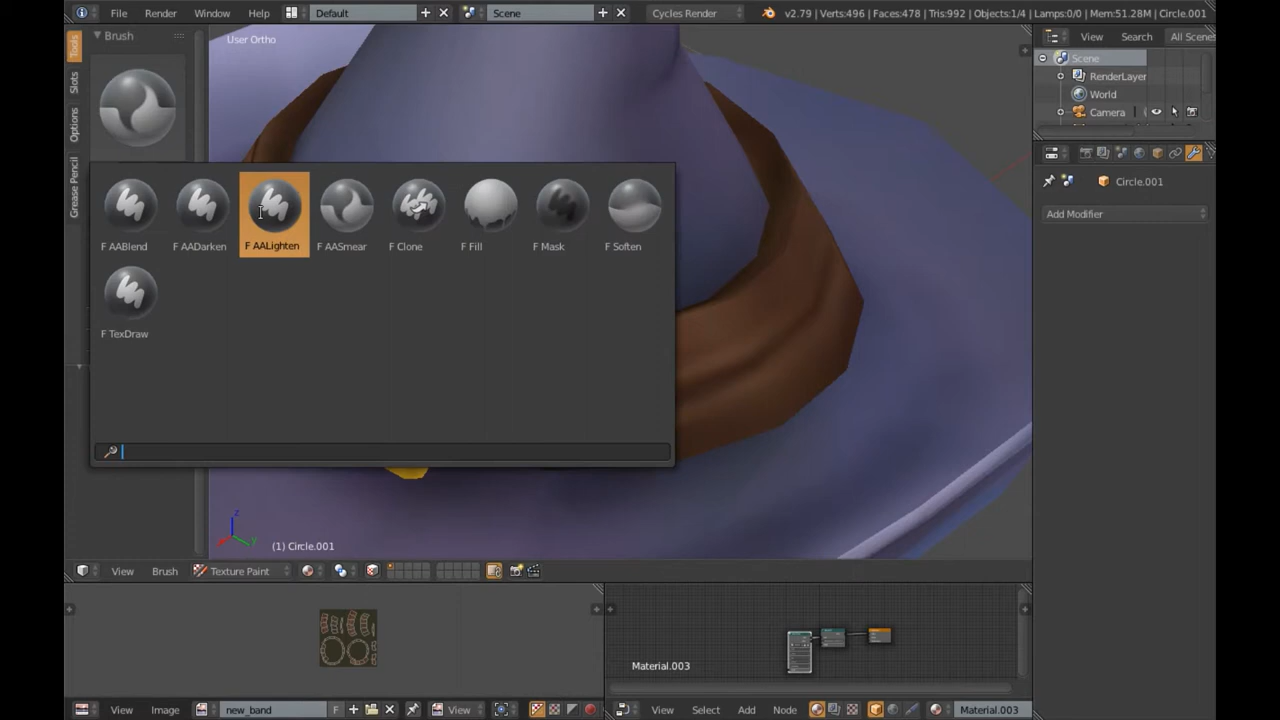 File Render Window Help Default Scene Cycles Render v2.79 | Verts:496 | Faces:478 | Tris:992 | Objects:1/4 | Lamps:0/0 | Mem:51.28M | Circle.001
Tools
Slots
Options
Grease Pencil
Brush
User Ortho
View Search All Scenes
Scene
RenderLayer
World
Camera
Circle.001
Add Modifier
F AABlend F AADarken F AALighten F AASmear F Clone F Fill F Mask F Soften
F TexDraw
z
y
(1) Circle.001
View Brush Texture Paint
Material.003
View Image new_band F View
View Select Add Node Material.003